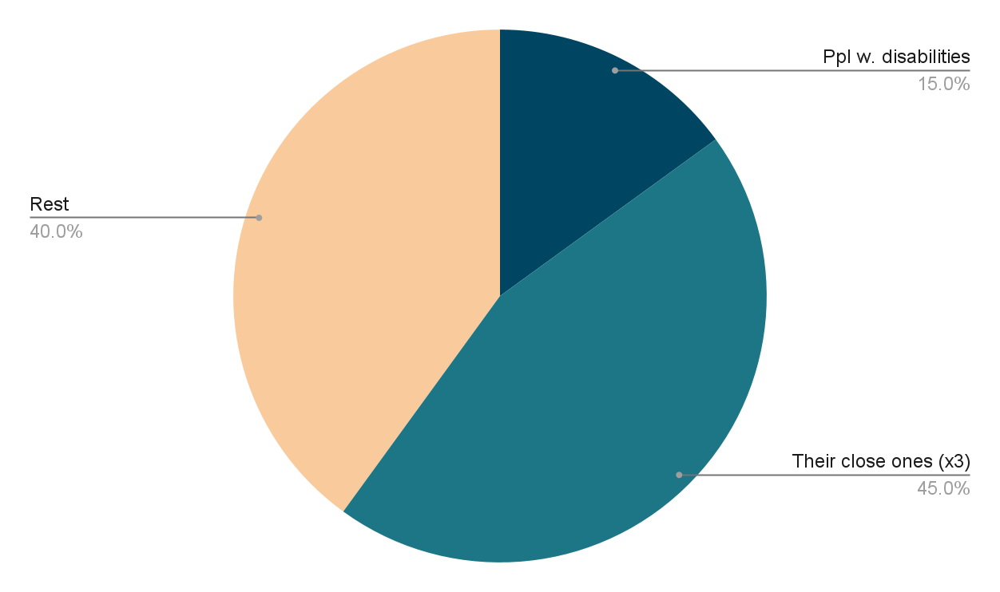 Ppl w. disabilities
15.0%
Rest
40.0%
Their close ones (x3)
45.0%